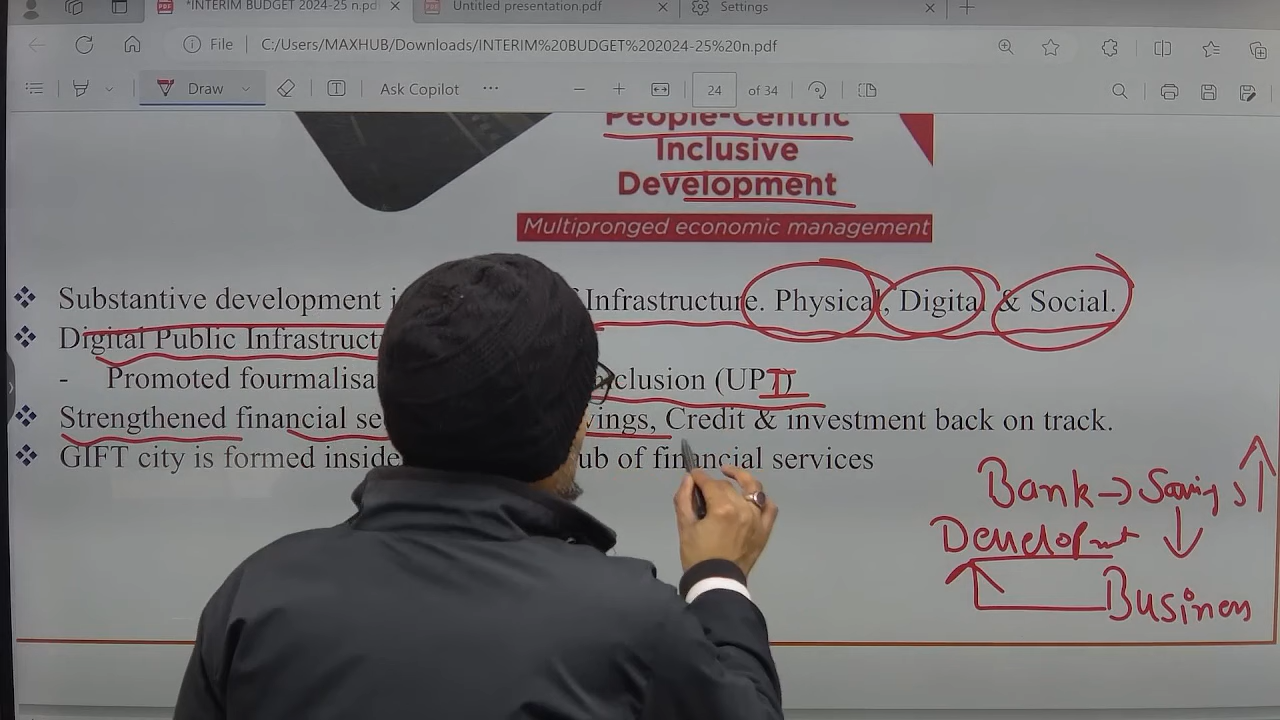 *INTERIM BUDGET 2024-25 n.pd
Untitled presentation.pdf
Settings
File C:/Users/MAXHUB/Downloads/INTERIM%20BUDGET%202024-25%20n.pdf
Draw Ask Copilot 24 of 34
People-Centric
Inclusive
Development
Multipronged economic management
Substantive development Infrastructure. Physical, Digital & Social.
Digital Public Infrastruct
- Promoted fourmalisa nclusion (UPI)
Strengthened financial se vings, Credit & investment back on track.
GIFT city is formed inside ub of financial services
Bank → Savings ↑
Development ↓
Business